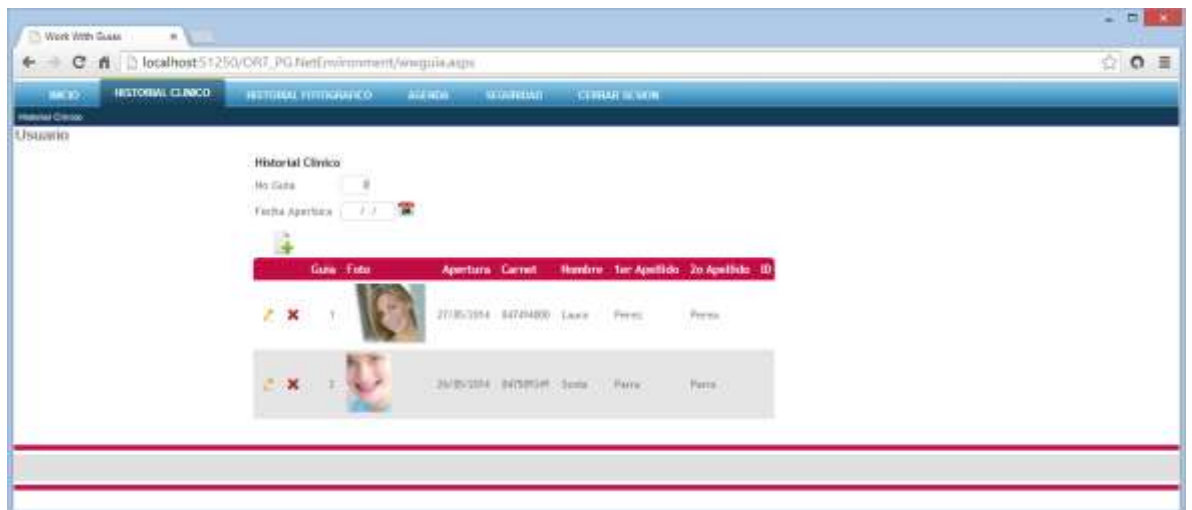 Work With Guias
localhost:51250/ORT_PG.NetEnvironment/wwguia.aspx
INICIO HISTORIAL CLINICO HISTORIAL FOTOGRAFICO AGENDA SEGURIDAD CERRAR SESION
Historial Clinico
Usuario
Historial Clinico
No Guia 0
Fecha Apertura / /
Guia Foto Apertura Carnet Nombre 1er Apellido 2o Apellido ID
1 27/05/2014 Laura Perez
2 26/05/2014 Sonia Parra Parra